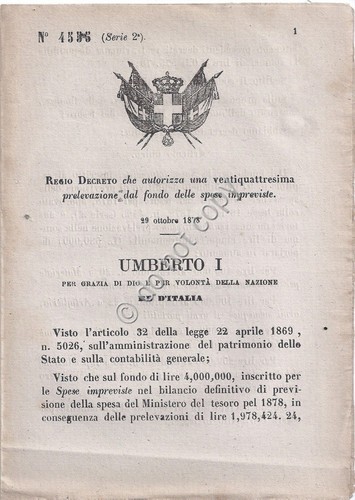 N° 4536 (Serie 2ª) 1
REGIO DECRETO che autorizza una ventiquattresima
prelevazione dal fondo delle spese impreviste.
29 ottobre 1878
UMBERTO I
PER GRAZIA DI DIO E PER VOLONTÀ DELLA NAZIONE
RE D'ITALIA
Visto l'articolo 32 della legge 22 aprile 1869,
n. 5026, sull'amministrazione del patrimonio dello
Stato e sulla contabilità generale;
Visto che sul fondo di lire 4,000,000, inscritto per
le Spese impreviste nel bilancio definitivo di previ-
sione della spesa del Ministero del tesoro pel 1878, in
conseguenza delle prelevazioni di lire 1,978,424. 24,